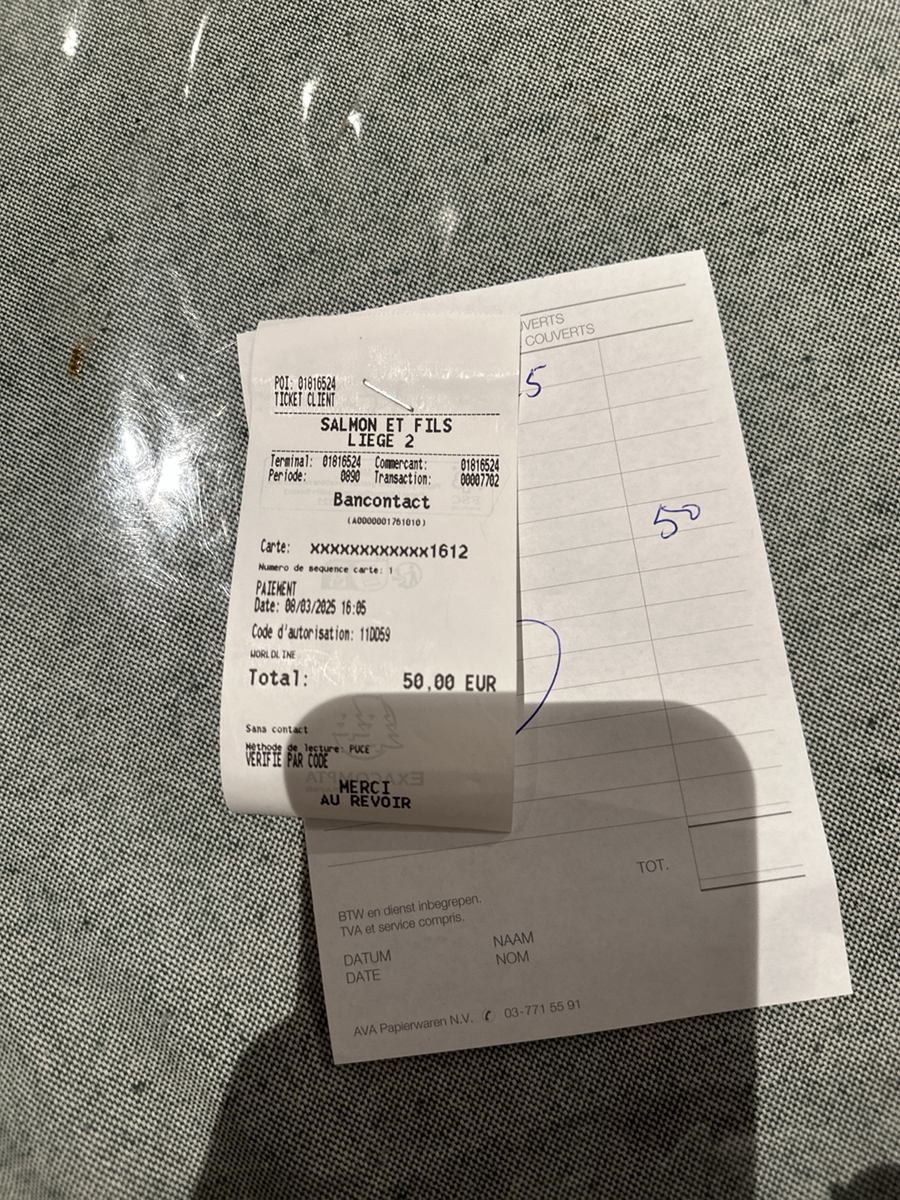 POI: 01816524
TICKET CLIENT
SALMON ET FILS
LIEGE 2
Terminal: 01816524 Commercant: 01816524
Periode: 0890 Transaction: 00007702
Bancontact
(A0000001761010)
Carte: xxxxxxxxxxxx1612
Numero de sequence carte: 1
PAIEMENT
Date: 08/03/2025 16:05
Code d'autorisation: 110059
WORLDLINE
Total: 50,00 EUR
Sans contact
Méthode de lecture: PUCE
VERIFIE PAR CODE
MERCI
AU REVOIR
EXACOMPTA
UVERTS
COUVERTS
5
50
TOT.
BTW en dienst inbegrepen.
TVA et service compris.
DATUM NAAM
DATE NOM
AVA Papierwaren N.V. 03-771 55 91